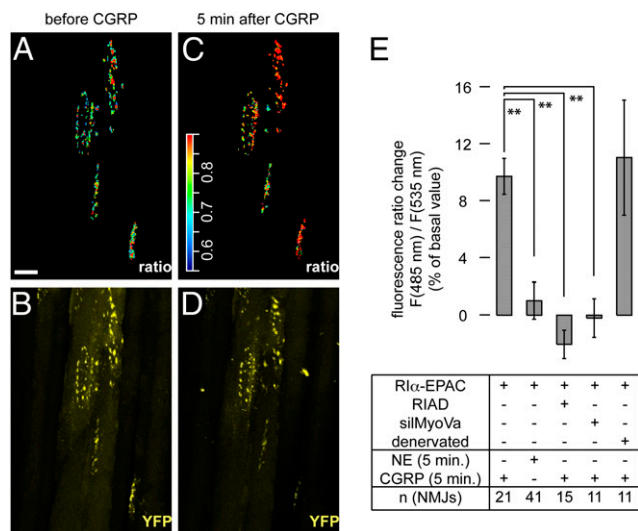 before CGRP
5 min after CGRP
A
C
E
ratio
0.6 0.7 0.8
ratio
B
D
YFP
YFP
fluorescence ratio change
F(485 nm) / F(535 nm)
(% of basal value)
16
12
8
4
0
** ** **
RIα-EPAC + + + + +
RIAD - - + - -
silMyoVa - - - + -
denervated - - - - +
NE (5 min.) - + - - -
CGRP (5 min.) + - + + +
n (NMJs) 21 41 15 11 11